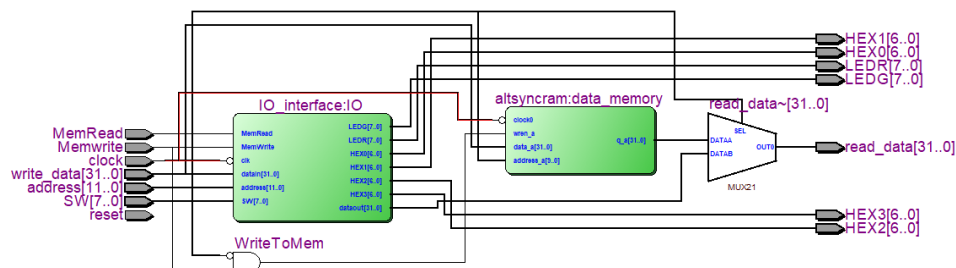 HEX1[6..0]
HEX0[6..0]
LEDR[7..0]
LEDG[7..0]
IO_interface:IO
altsyncram:data_memory
read_data~[31..0]
MemRead
Memwrite
clock
write_data[31..0]
address[11..0]
SW[7..0]
reset
MemRead
MemWrite
clk
datain[31..0]
address[11..0]
SW[7..0]
LEDG[7..0]
LEDR[7..0]
HEX0[6..0]
HEX1[6..0]
HEX2[6..0]
HEX3[6..0]
dataout[31..0]
clock0
wren_a
data_a[31..0]
address_a[9..0]
q_a[31..0]
SEL
DATAA
DATAB
OUT0
MUX21
read_data[31..0]
HEX3[6..0]
HEX2[6..0]
WriteToMem